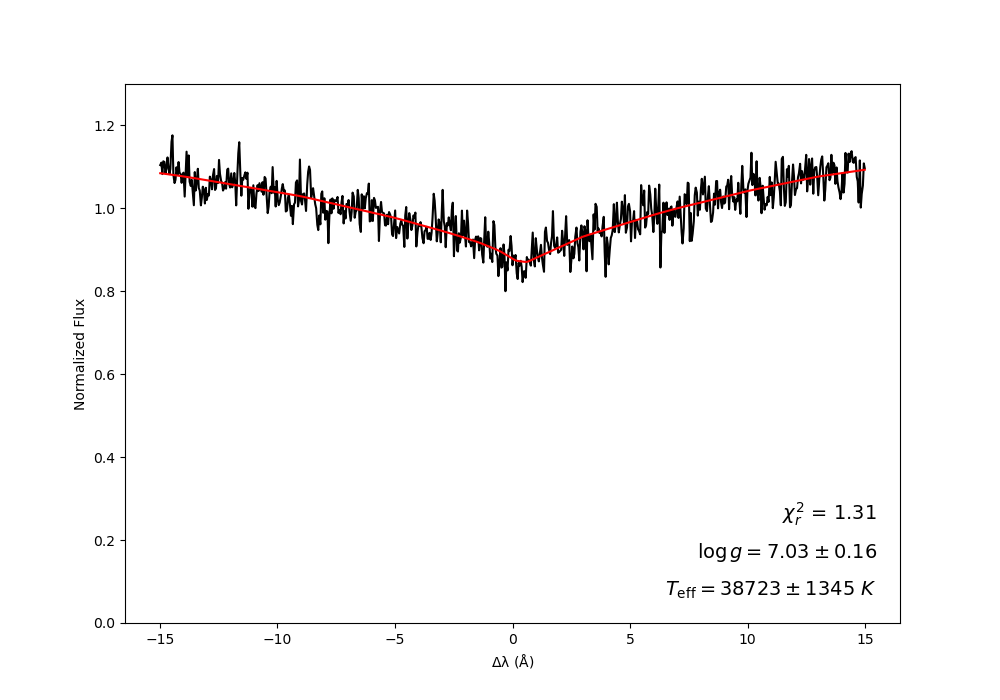 1.2
1.0
0.8
0.6
0.4
0.2
0.0
Normalized Flux
χ²ᵣ = 1.31
log g = 7.03 ± 0.16
T_eff = 38723 ± 1345 K
−15 −10 −5 0 5 10 15
Δλ (Å)